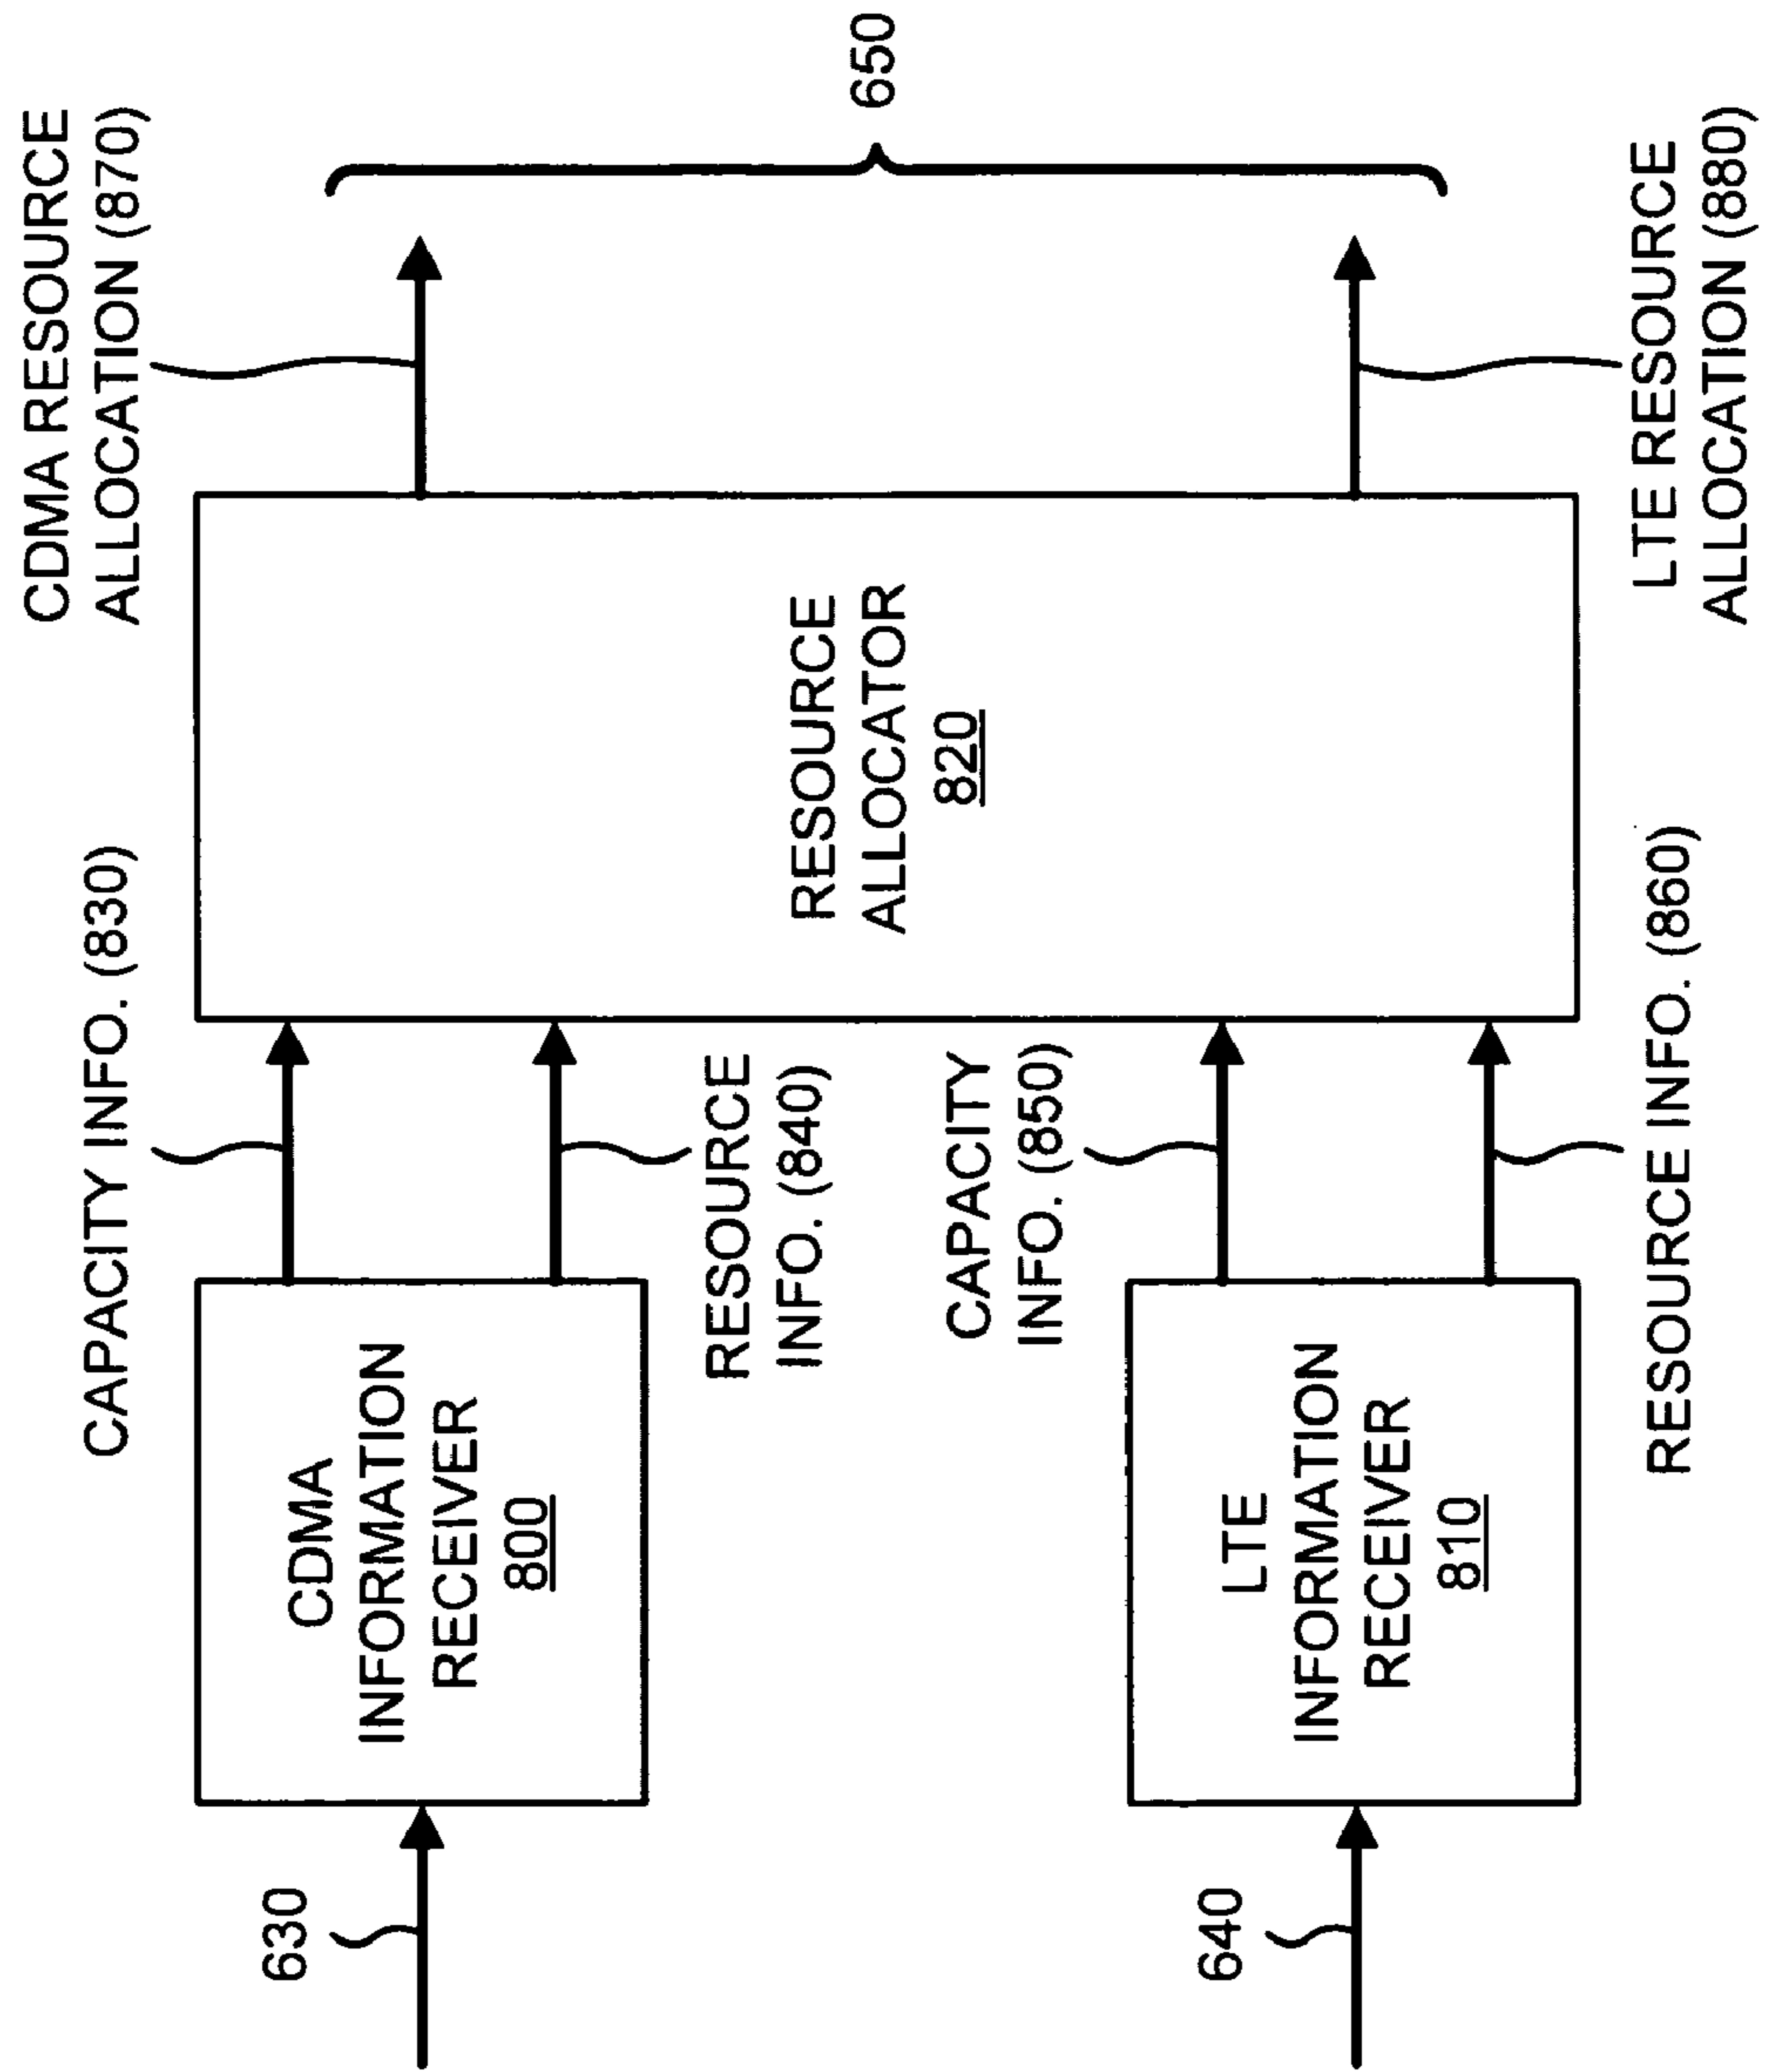 CAPACITY INFO. (830)
CDMA RESOURCE
ALLOCATION (870)
630
CDMA
INFORMATION
RECEIVER
800
RESOURCE
INFO. (840)
RESOURCE
ALLOCATOR
820
650
CAPACITY
INFO. (850)
640
LTE
INFORMATION
RECEIVER
810
RESOURCE INFO. (860)
LTE RESOURCE
ALLOCATION (880)